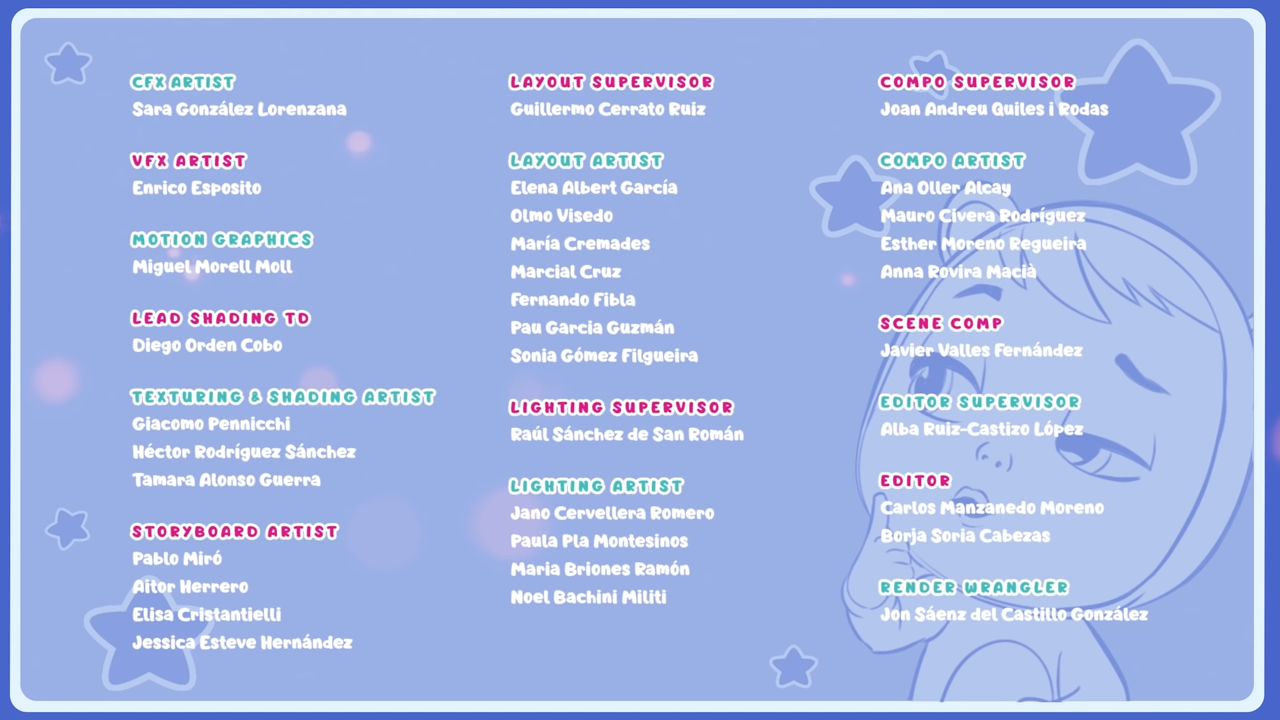 CFX ARTIST
Sara González Lorenzana
VFX ARTIST
Enrico Esposito
MOTION GRAPHICS
Miguel Morell Moll
LEAD SHADING TD
Diego Orden Cobo
TEXTURING & SHADING ARTIST
Giacomo Pennicchi
Héctor Rodríguez Sánchez
Tamara Alonso Guerra
STORYBOARD ARTIST
Pablo Miró
Aitor Herrero
Elisa Cristantielli
Jessica Esteve Hernández
LAYOUT SUPERVISOR
Guillermo Cerrato Ruiz
LAYOUT ARTIST
Elena Albert García
Olmo Visedo
María Cremades
Marcial Cruz
Fernando Fibla
Pau Garcia Guzmán
Sonia Gómez Filgueira
LIGHTING SUPERVISOR
Raúl Sánchez de San Román
LIGHTING ARTIST
Jano Cervellera Romero
Paula Pla Montesinos
Maria Briones Ramón
Noel Bachini Militi
COMPO SUPERVISOR
Joan Andreu Quiles i Rodas
COMPO ARTIST
Ana Oller Alcay
Mauro Civera Rodríguez
Esther Moreno Regueira
Anna Rovira Macià
SCENE COMP
Javier Valles Fernández
EDITOR SUPERVISOR
Alba Ruiz-Castizo López
EDITOR
Carlos Manzanedo Moreno
Borja Soria Cabezas
RENDER WRANGLER
Jon Sáenz del Castillo González